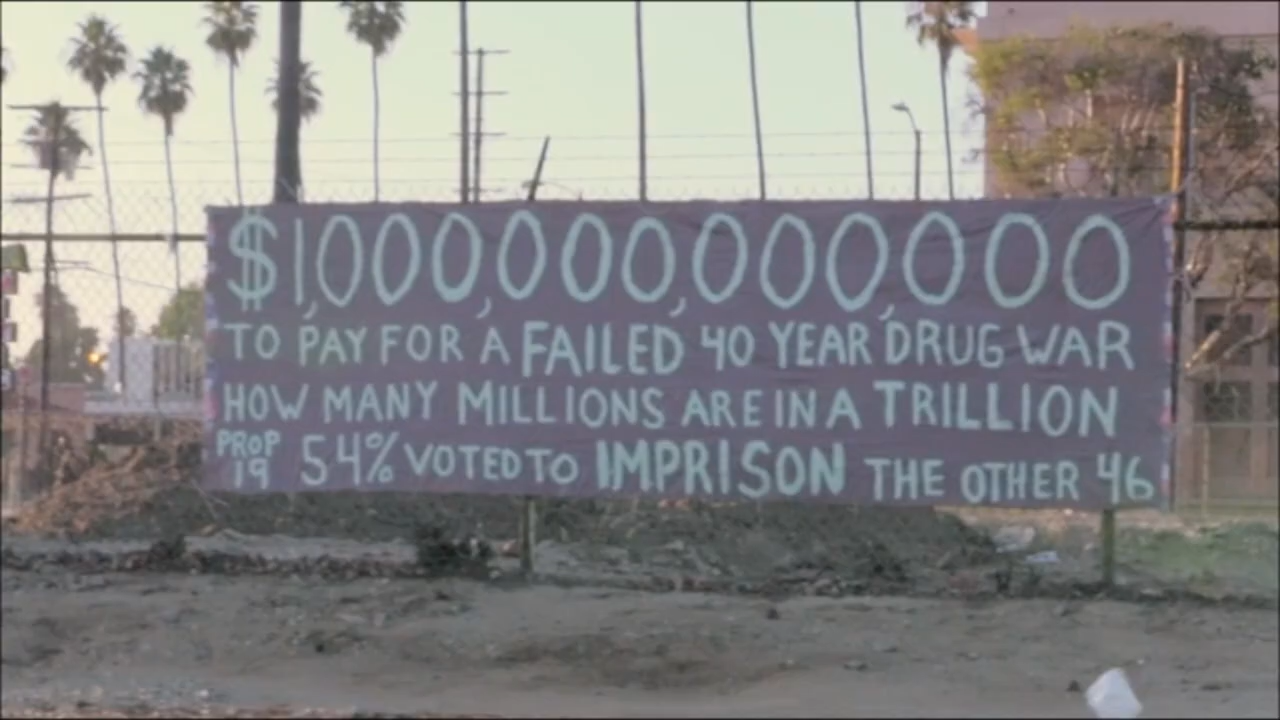 $1,000,000,000,000
TO PAY FOR A FAILED 40 YEAR DRUG WAR
HOW MANY MILLIONS ARE IN A TRILLION
PROP 19 54% VOTED TO IMPRISON THE OTHER 46